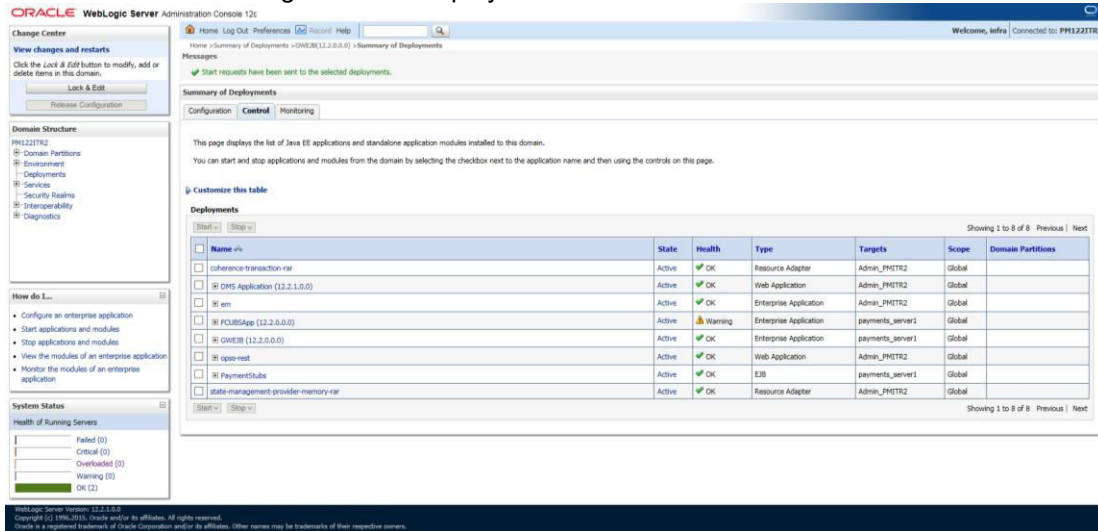 ORACLE WebLogic Server Administration Console 12c
Change Center
View changes and restarts
Click the Lock & Edit button to modify, add or
delete items in this domain.
Lock & Edit
Release Configuration
Domain Structure
PM122ITR2
Domain Partitions
Environment
Deployments
Services
Security Realms
Interoperability
Diagnostics
How do I...
Configure an enterprise application
Start applications and modules
Stop applications and modules
View the modules of an enterprise application
Monitor the modules of an enterprise
application
System Status
Health of Running Servers
Failed (0)
Critical (0)
Overloaded (0)
Warning (0)
OK (2)
Home Log Out Preferences Record Help
Welcome, infra Connected to: PM122ITR
Home >Summary of Deployments >GWEJB(12.2.0.0.0) >Summary of Deployments
Messages
Start requests have been sent to the selected deployments.
Summary of Deployments
Configuration Control Monitoring
This page displays the list of Java EE applications and standalone application modules installed to this domain.
You can start and stop applications and modules from the domain by selecting the checkbox next to the application name and then using the controls on this page.
Customize this table
Deployments
Start Stop Showing 1 to 8 of 8 Previous | Next
Name State Health Type Targets Scope Domain Partitions
coherence-transaction-rar Active OK Resource Adapter Admin_PMITR2 Global
DMS Application (12.2.1.0.0) Active OK Web Application Admin_PMITR2 Global
em Active OK Enterprise Application Admin_PMITR2 Global
FCUBSApp (12.2.0.0.0) Active Warning Enterprise Application payments_server1 Global
GWEJB (12.2.0.0.0) Active OK Enterprise Application payments_server1 Global
opss-rest Active OK Web Application Admin_PMITR2 Global
PaymentStubs Active OK EJB payments_server1 Global
state-management-provider-memory-rar Active OK Resource Adapter Admin_PMITR2 Global
Start Stop Showing 1 to 8 of 8 Previous | Next
WebLogic Server Version: 12.2.1.0.0
Copyright (c) 1996,2015, Oracle and/or its affiliates. All rights reserved.
Oracle is a registered trademark of Oracle Corporation and/or its affiliates. Other names may be trademarks of their respective owners.